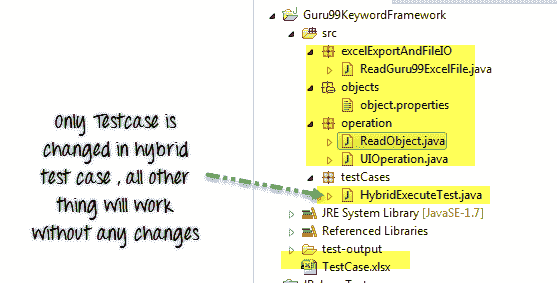 Guru99KeywordFramework
src
excelExportAndFileIO
ReadGuru99ExcelFile.java
objects
object.properties
operation
ReadObject.java
UIOperation.java
testCases
HybridExecuteTest.java
JRE System Library [JavaSE-1.7]
Referenced Libraries
test-output
TestCase.xlsx
Only Testcase is
changed in hybrid
test case , all other
thing will work
without any changes